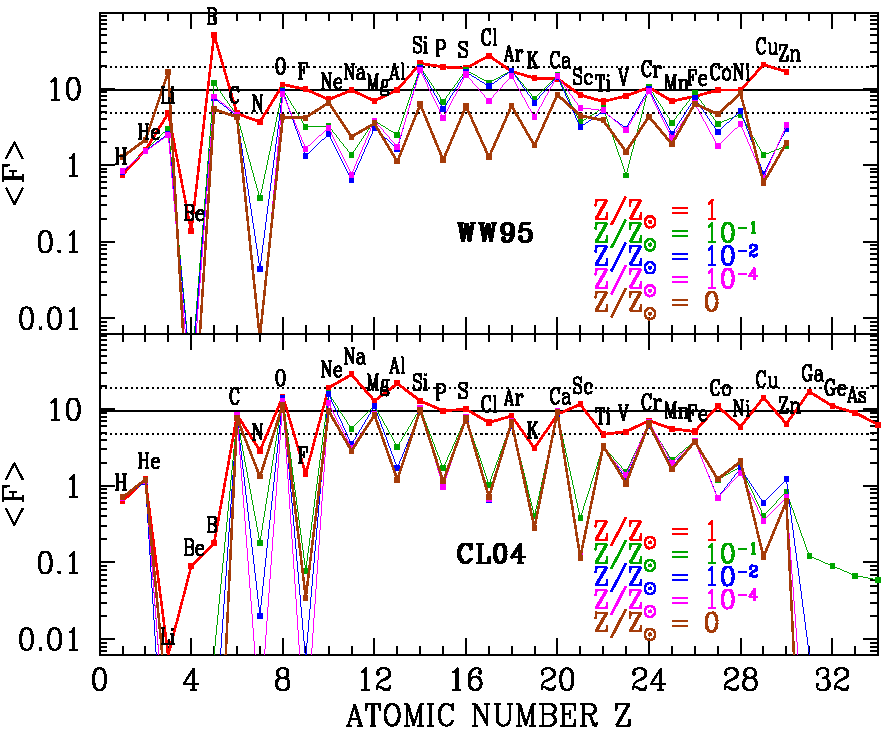 <F>
10
1
0.1
0.01
H He Li Be B C N O F Ne Na Mg Al Si P S Cl Ar K Ca Sc Ti V Cr Mn Fe Co Ni Cu Zn
WW95
Z/Z⊙ = 1
Z/Z⊙ = 10⁻¹
Z/Z⊙ = 10⁻²
Z/Z⊙ = 10⁻⁴
Z/Z⊙ = 0
<F>
10
1
0.1
0.01
H He Li Be B C N O F Ne Na Mg Al Si P S Cl Ar K Ca Sc Ti V Cr Mn Fe Co Ni Cu Zn Ga Ge As
CL04
Z/Z⊙ = 1
Z/Z⊙ = 10⁻¹
Z/Z⊙ = 10⁻²
Z/Z⊙ = 10⁻⁴
Z/Z⊙ = 0
0 4 8 12 16 20 24 28 32
ATOMIC NUMBER Z